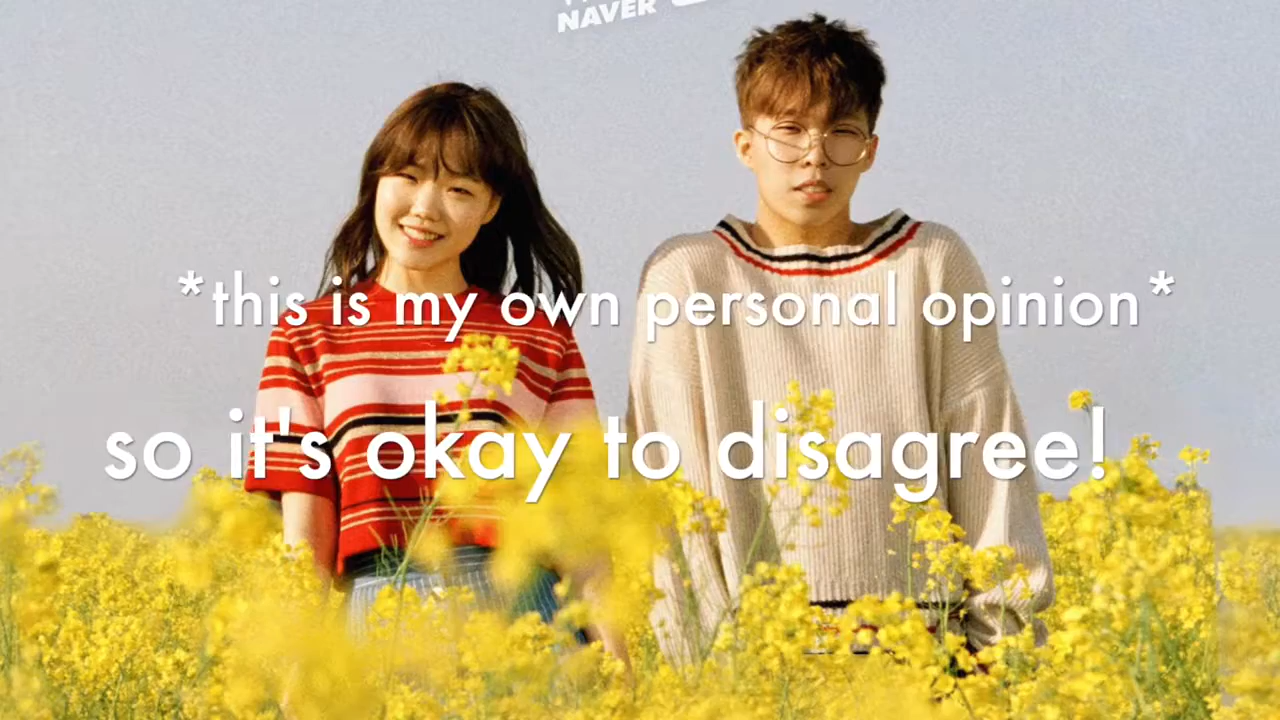 NAVER
*this is my own personal opinion*
so it's okay to disagree!